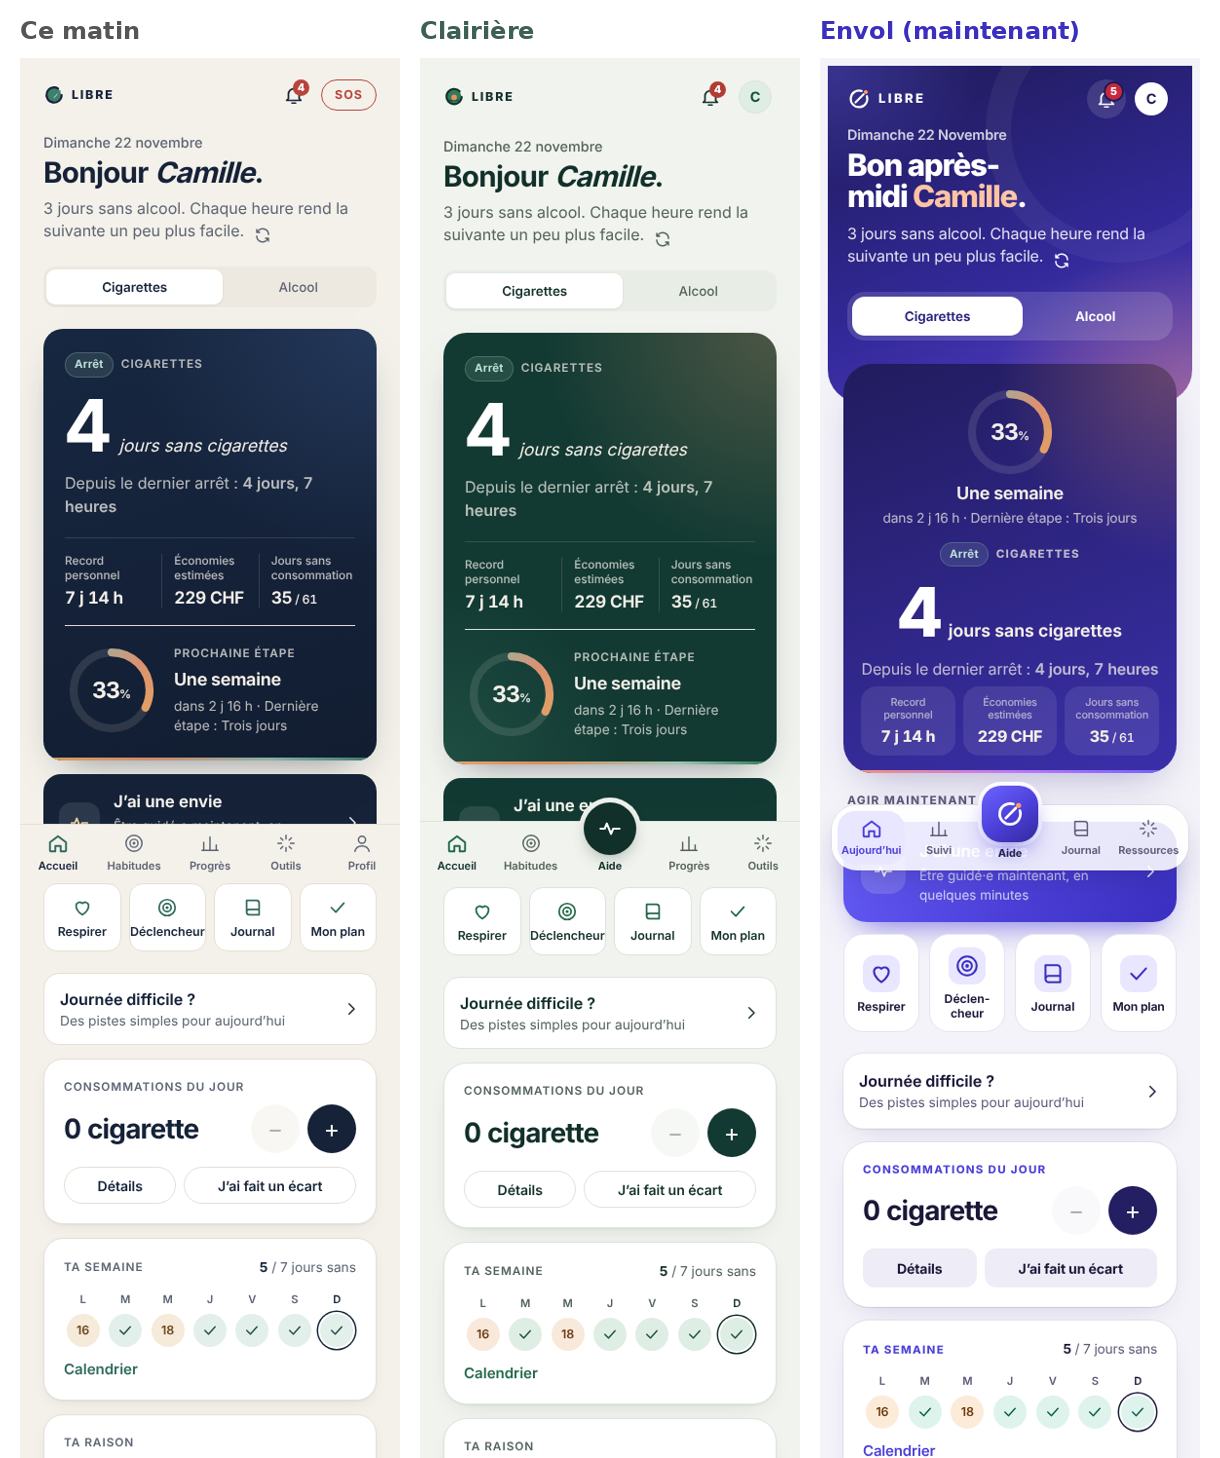 Ce matin
LIBRE
4
SOS
Dimanche 22 novembre
Bonjour Camille.
3 jours sans alcool. Chaque heure rend la
suivante un peu plus facile.
Cigarettes
Alcool
Arrêt
CIGARETTES
4 jours sans cigarettes
Depuis le dernier arrêt : 4 jours, 7
heures
Record
personnel
7 j 14 h
Économies
estimées
229 CHF
Jours sans
consommation
35 / 61
33%
PROCHAINE ÉTAPE
Une semaine
dans 2 j 16 h · Dernière
étape : Trois jours
J’ai une envie
Accueil
Habitudes
Progrès
Outils
Profil
Respirer
Déclencheur
Journal
Mon plan
Journée difficile ?
Des pistes simples pour aujourd’hui
CONSOMMATIONS DU JOUR
0 cigarette
−
+
Détails
J’ai fait un écart
TA SEMAINE
5 / 7 jours sans
L M M J V S D
16
18
Calendrier
TA RAISON
Clairière
LIBRE
4
C
Dimanche 22 novembre
Bonjour Camille.
3 jours sans alcool. Chaque heure rend la
suivante un peu plus facile.
Cigarettes
Alcool
Arrêt
CIGARETTES
4 jours sans cigarettes
Depuis le dernier arrêt : 4 jours, 7
heures
Record
personnel
7 j 14 h
Économies
estimées
229 CHF
Jours sans
consommation
35 / 61
33%
PROCHAINE ÉTAPE
Une semaine
dans 2 j 16 h · Dernière
étape : Trois jours
J’ai une
Accueil
Habitudes
Aide
Progrès
Outils
Respirer
Déclencheur
Journal
Mon plan
Journée difficile ?
Des pistes simples pour aujourd’hui
CONSOMMATIONS DU JOUR
0 cigarette
−
+
Détails
J’ai fait un écart
TA SEMAINE
5 / 7 jours sans
L M M J V S D
16
18
Calendrier
TA RAISON
Envol (maintenant)
LIBRE
5
C
Dimanche 22 Novembre
Bon après-
midi Camille.
3 jours sans alcool. Chaque heure rend la
suivante un peu plus facile.
Cigarettes
Alcool
33%
Une semaine
dans 2 j 16 h · Dernière étape : Trois jours
Arrêt
CIGARETTES
4 jours sans cigarettes
Depuis le dernier arrêt : 4 jours, 7 heures
Record
personnel
7 j 14 h
Économies
estimées
229 CHF
Jours sans
consommation
35 / 61
AGIR MAINTENANT
Aujourd’hui
Suivi
Aide
Journal
Ressources
Être guidé·e maintenant, en
quelques minutes
Respirer
Déclen-
cheur
Journal
Mon plan
Journée difficile ?
Des pistes simples pour aujourd’hui
CONSOMMATIONS DU JOUR
0 cigarette
−
+
Détails
J’ai fait un écart
TA SEMAINE
5 / 7 jours sans
L M M J V S D
16
18
Calendrier